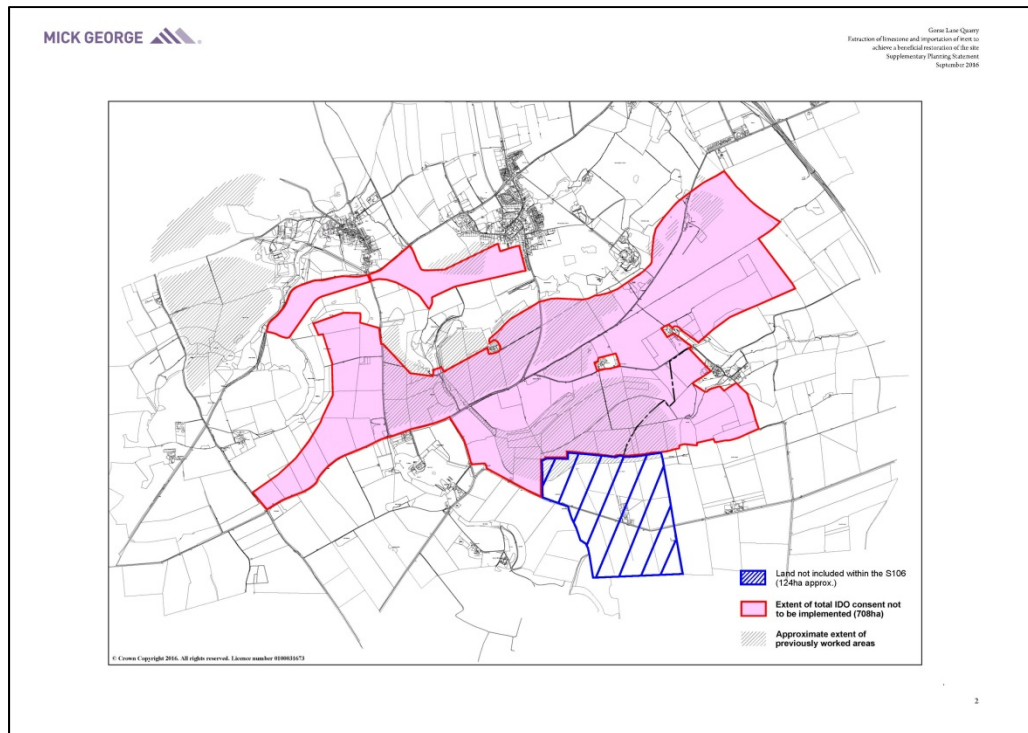 MICK GEORGE
Gorse Lane Quarry
Extraction of limestone and importation of inert to
achieve a beneficial restoration of the site
Supplementary Planning Statement
September 2016
Land not included within the S106
(124ha approx.)
Extent of total IDO consent not
to be implemented (708ha)
Approximate extent of
previously worked areas
© Crown Copyright 2016. All rights reserved. Licence number 0100031673
2